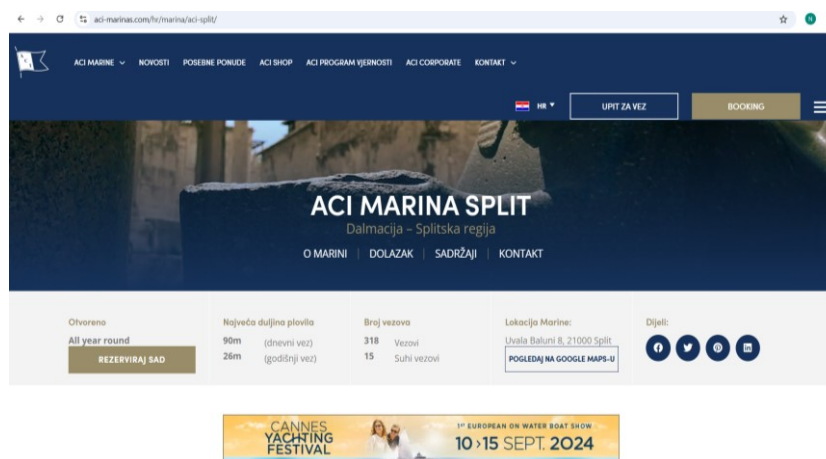 aci-marinas.com/hr/marina/aci-split/
N
ACI MARINE NOVOSTI POSEBNE PONUDE ACI SHOP ACI PROGRAM VJERNOSTI ACI CORPORATE KONTAKT
HR UPIT ZA VEZ BOOKING
ACI MARINA SPLIT
Dalmacija – Splitska regija
O MARINI | DOLAZAK | SADRŽAJI | KONTAKT
Otvoreno
All year round
REZERVIRAJ SAD
Najveća duljina plovila
90m (dnevni vez)
26m (godišnji vez)
Broj vezova
318 Vezovi
15 Suhi vezovi
Lokacija Marine:
Uvala Baluni 8, 21000 Split
POGLEDAJ NA GOOGLE MAPS-U
Dijeli:
CANNES
YACHTING
FESTIVAL
1ST EUROPEAN ON WATER BOAT SHOW
10>15 SEPT. 2024